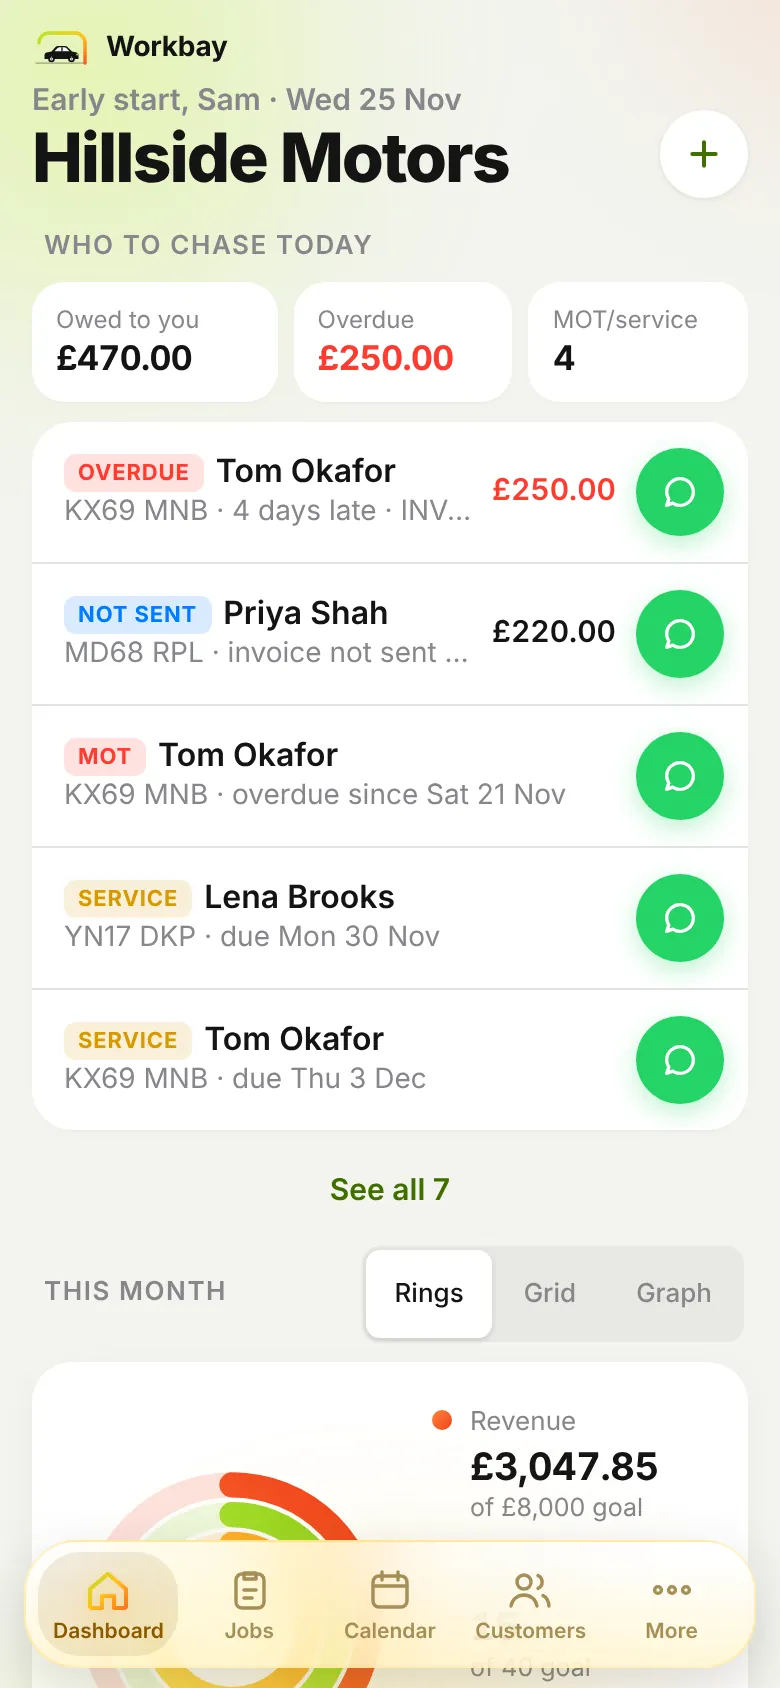 Workbay
Early start, Sam · Wed 25 Nov
Hillside Motors
WHO TO CHASE TODAY
Owed to you
£470.00
Overdue
£250.00
MOT/service
4
OVERDUE Tom Okafor
KX69 MNB · 4 days late · INV...
£250.00
NOT SENT Priya Shah
MD68 RPL · invoice not sent ...
£220.00
MOT Tom Okafor
KX69 MNB · overdue since Sat 21 Nov
SERVICE Lena Brooks
YN17 DKP · due Mon 30 Nov
SERVICE Tom Okafor
KX69 MNB · due Thu 3 Dec
See all 7
THIS MONTH
Rings Grid Graph
Revenue
£3,047.85
of £8,000 goal
of 40 goal
Dashboard Jobs Calendar Customers More